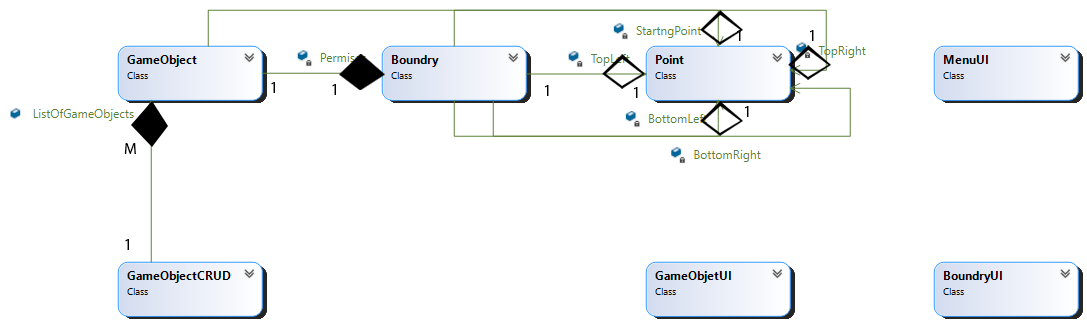 StartngPoint
1
1
GameObject
Class
Permis
Boundry
Class
TopLeft
Point
Class
TopRight
MenuUI
Class
1
1
1
1
ListOfGameObjects
BottomLeft
1
M
BottomRight
1
GameObjectCRUD
Class
GameObjetUI
Class
BoundryUI
Class